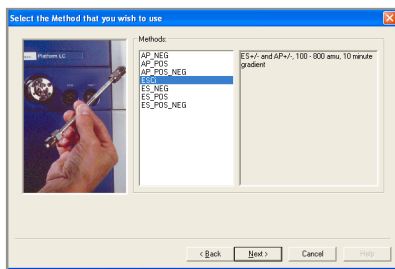 Select the Method that you wish to use
Platform LC
Methods:
AP_NEG
AP_POS
AP_POS_NEG
ESCi
ES_NEG
ES_POS
ES_POS_NEG
ES+/- and AP+/-, 100 - 800 amu, 10 minute
gradient
< Back
Next >
Cancel
Help